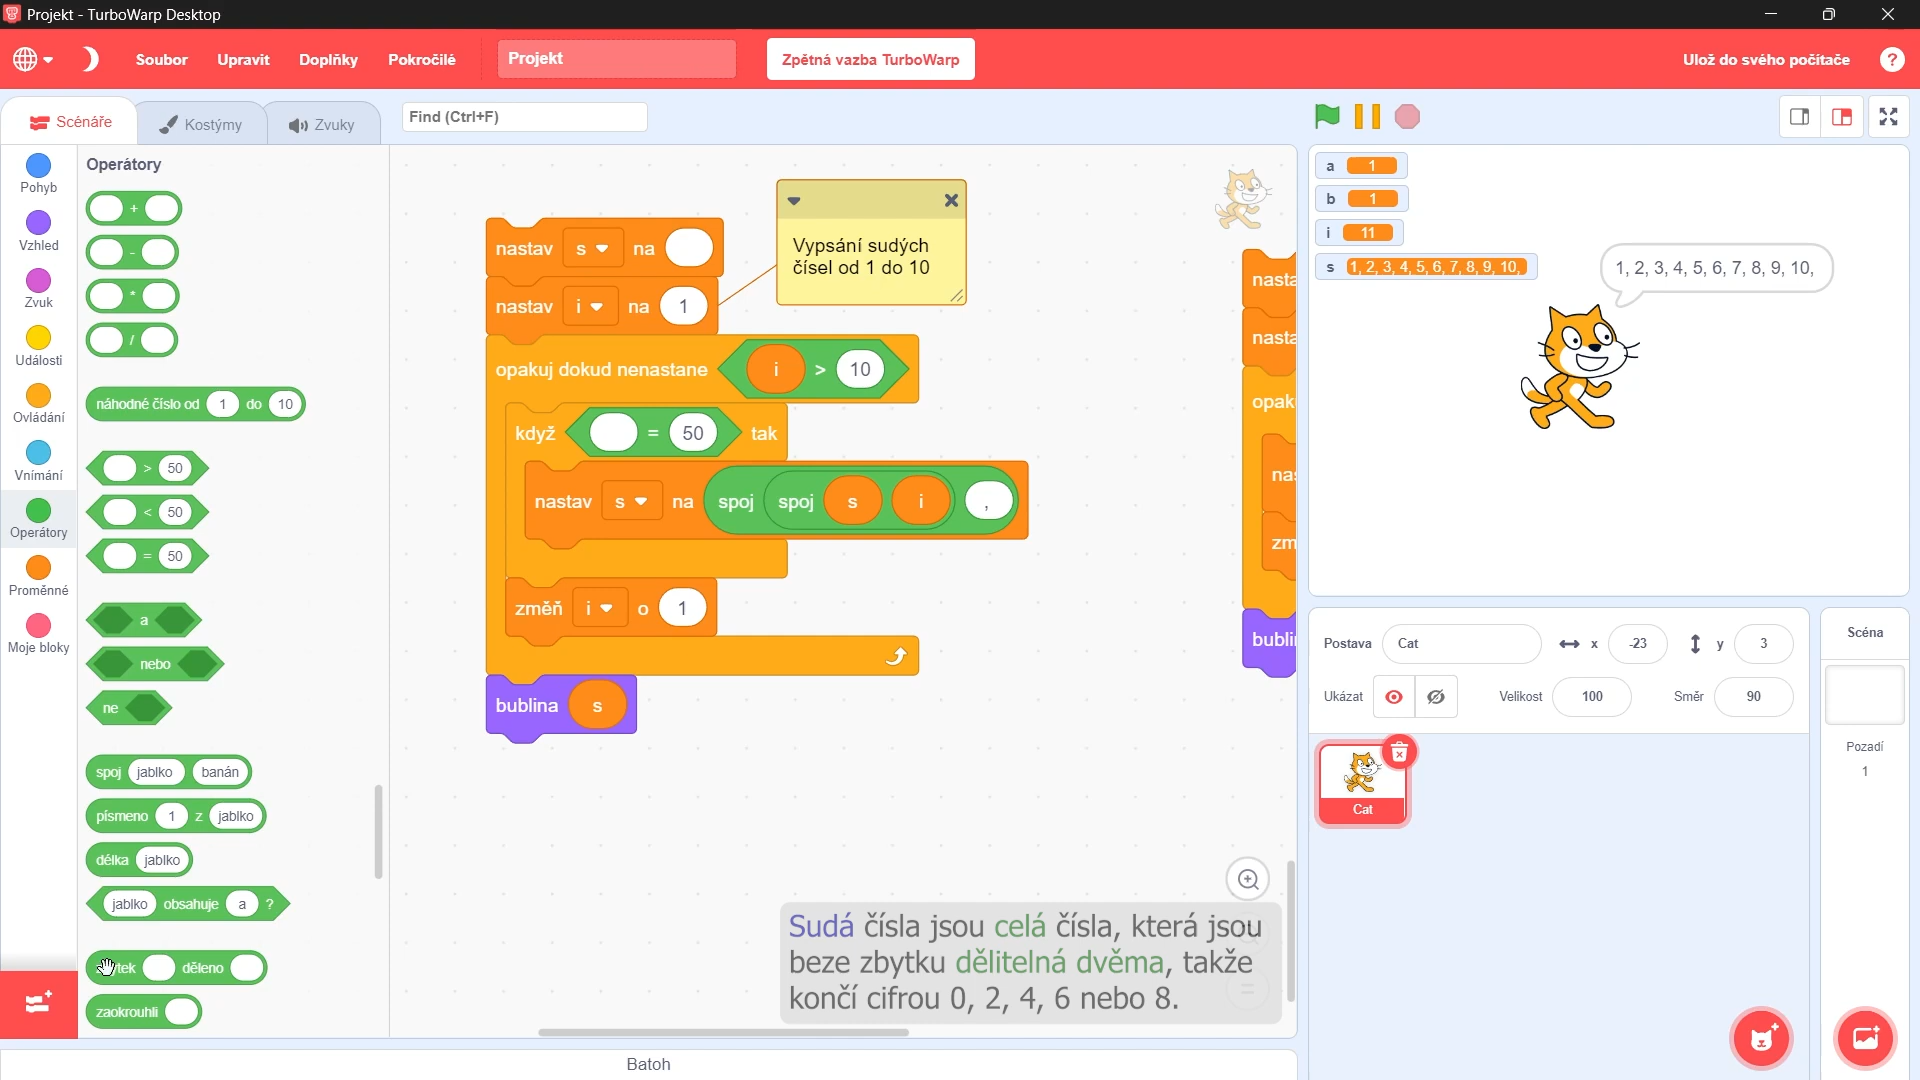 Projekt - TurboWarp Desktop
Soubor
Upravit
Doplňky
Pokročilé
Projekt
Zpětná vazba TurboWarp
Ulož do svého počítače
?
Scénáře
Kostýmy
Zvuky
Find (Ctrl+F)
Pohyb
Vzhled
Zvuk
Události
Ovládání
Vnímání
Operátory
Proměnné
Moje bloky
Operátory
+
-
*
/
náhodné číslo od 1 do 10
> 50
< 50
= 50
a
nebo
ne
spoj jablko banán
písmeno 1 z jablko
délka jablko
jablko obsahuje a ?
tek děleno
zaokrouhli
nastav s na
nastav i na 1
opakuj dokud nenastane i > 10
když = 50 tak
nastav s na spoj spoj s i ,
změň i o 1
bublina s
Vypsání sudých
čísel od 1 do 10
nasta
nasta
opak
nas
zm
bubli
Sudá čísla jsou celá čísla, která jsou
beze zbytku dělitelná dvěma, takže
končí cifrou 0, 2, 4, 6 nebo 8.
Batoh
a 1
b 1
i 11
s 1, 2, 3, 4, 5, 6, 7, 8, 9, 10,
1, 2, 3, 4, 5, 6, 7, 8, 9, 10,
Postava Cat x -23 y 3
Ukázat Velikost 100 Směr 90
Cat
Scéna
Pozadí
1